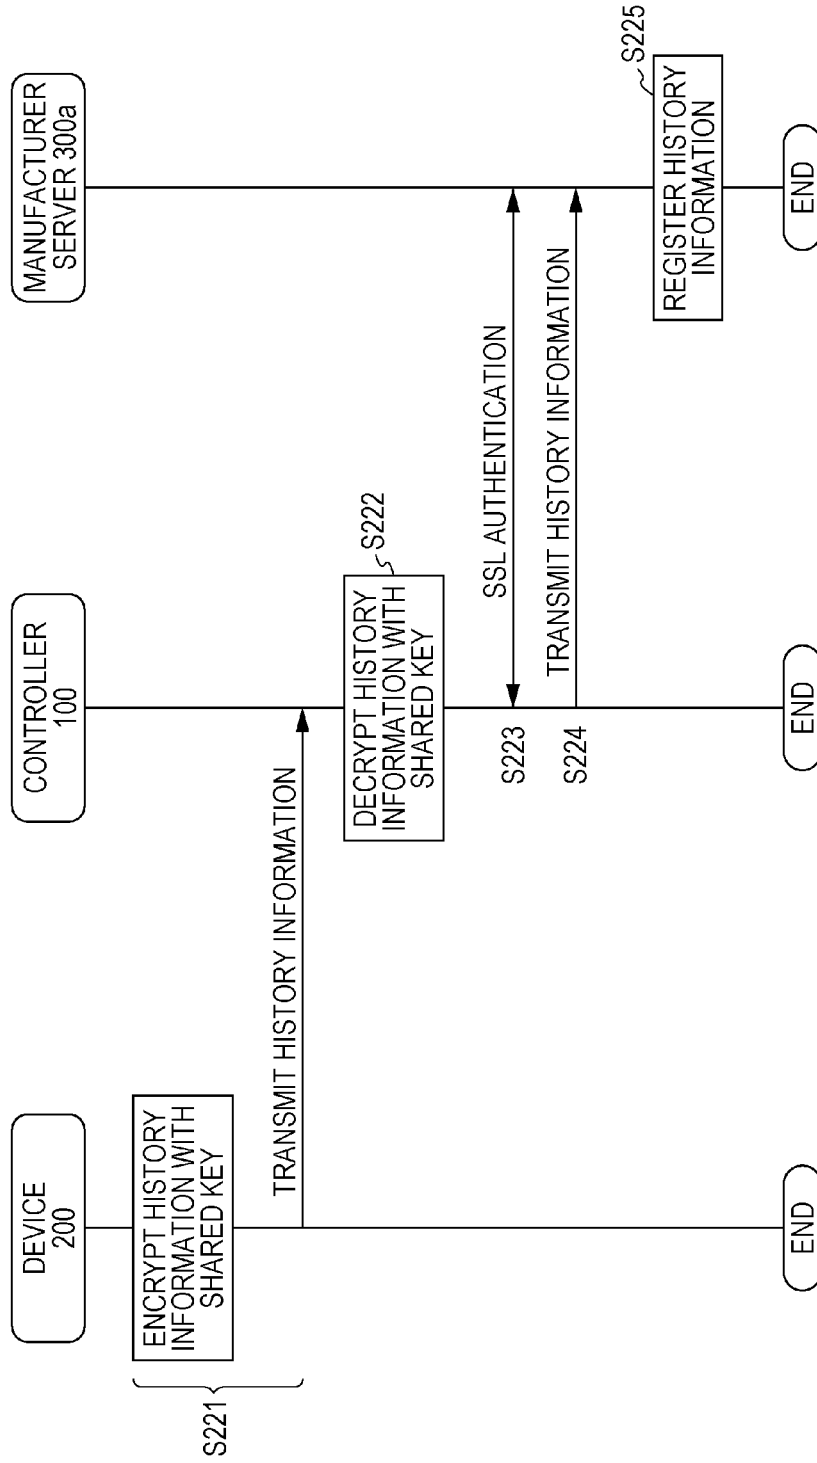 DEVICE
200
CONTROLLER
100
MANUFACTURER
SERVER 300a
S221
ENCRYPT HISTORY
INFORMATION WITH
SHARED KEY
TRANSMIT HISTORY INFORMATION
DECRYPT HISTORY
INFORMATION WITH
SHARED KEY
S222
S223
SSL AUTHENTICATION
S224
TRANSMIT HISTORY INFORMATION
S225
REGISTER HISTORY
INFORMATION
END
END
END